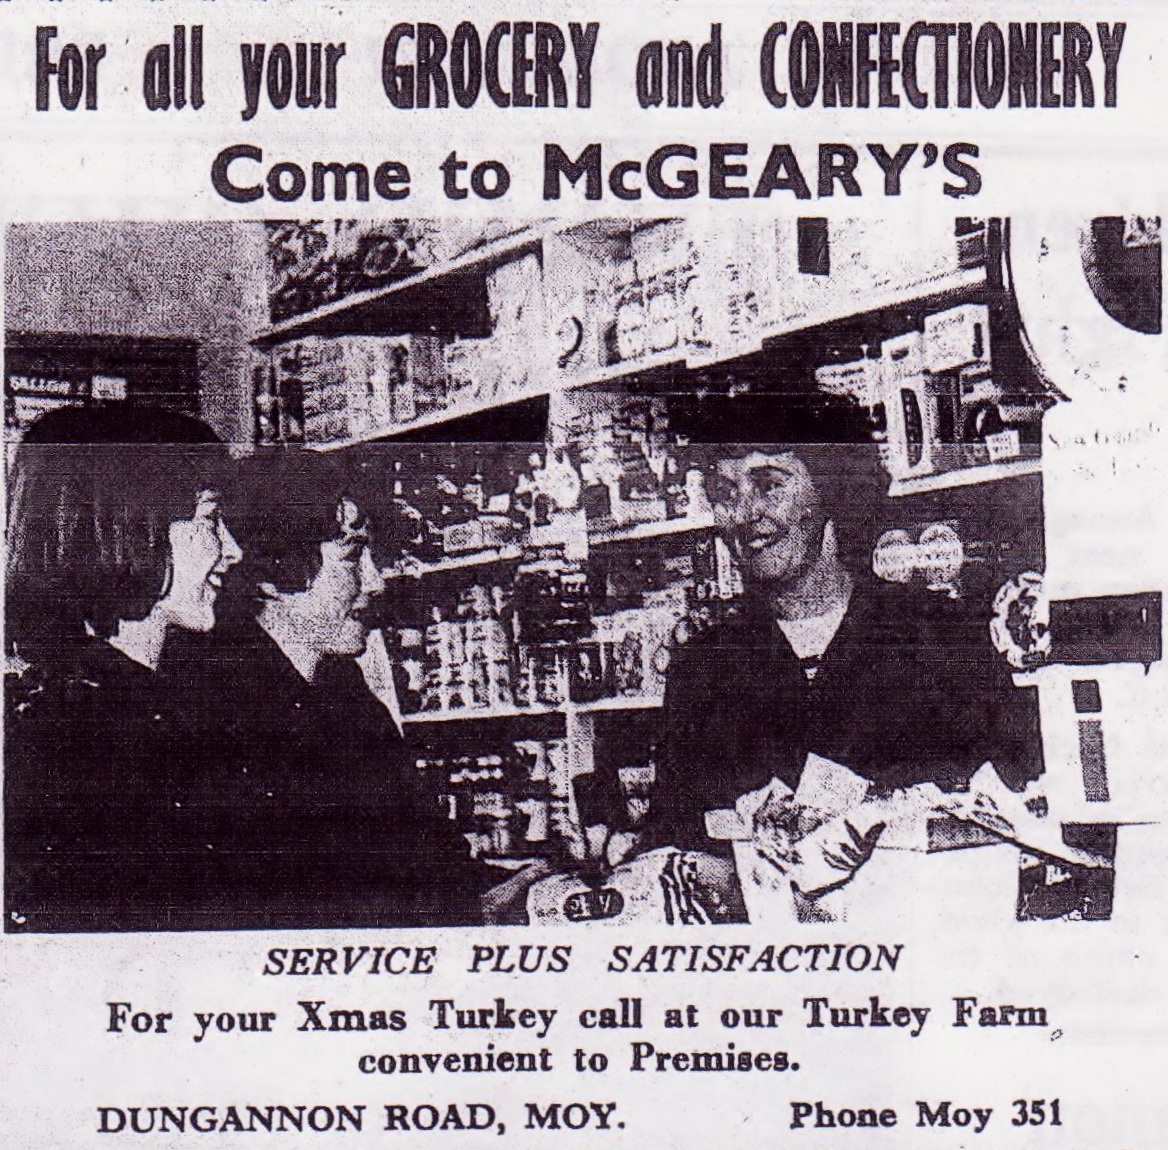 For all your GROCERY and CONFECTIONERY
Come to McGEARY'S
SERVICE PLUS SATISFACTION
For your Xmas Turkey call at our Turkey Farm
convenient to Premises.
DUNGANNON ROAD, MOY. Phone Moy 351